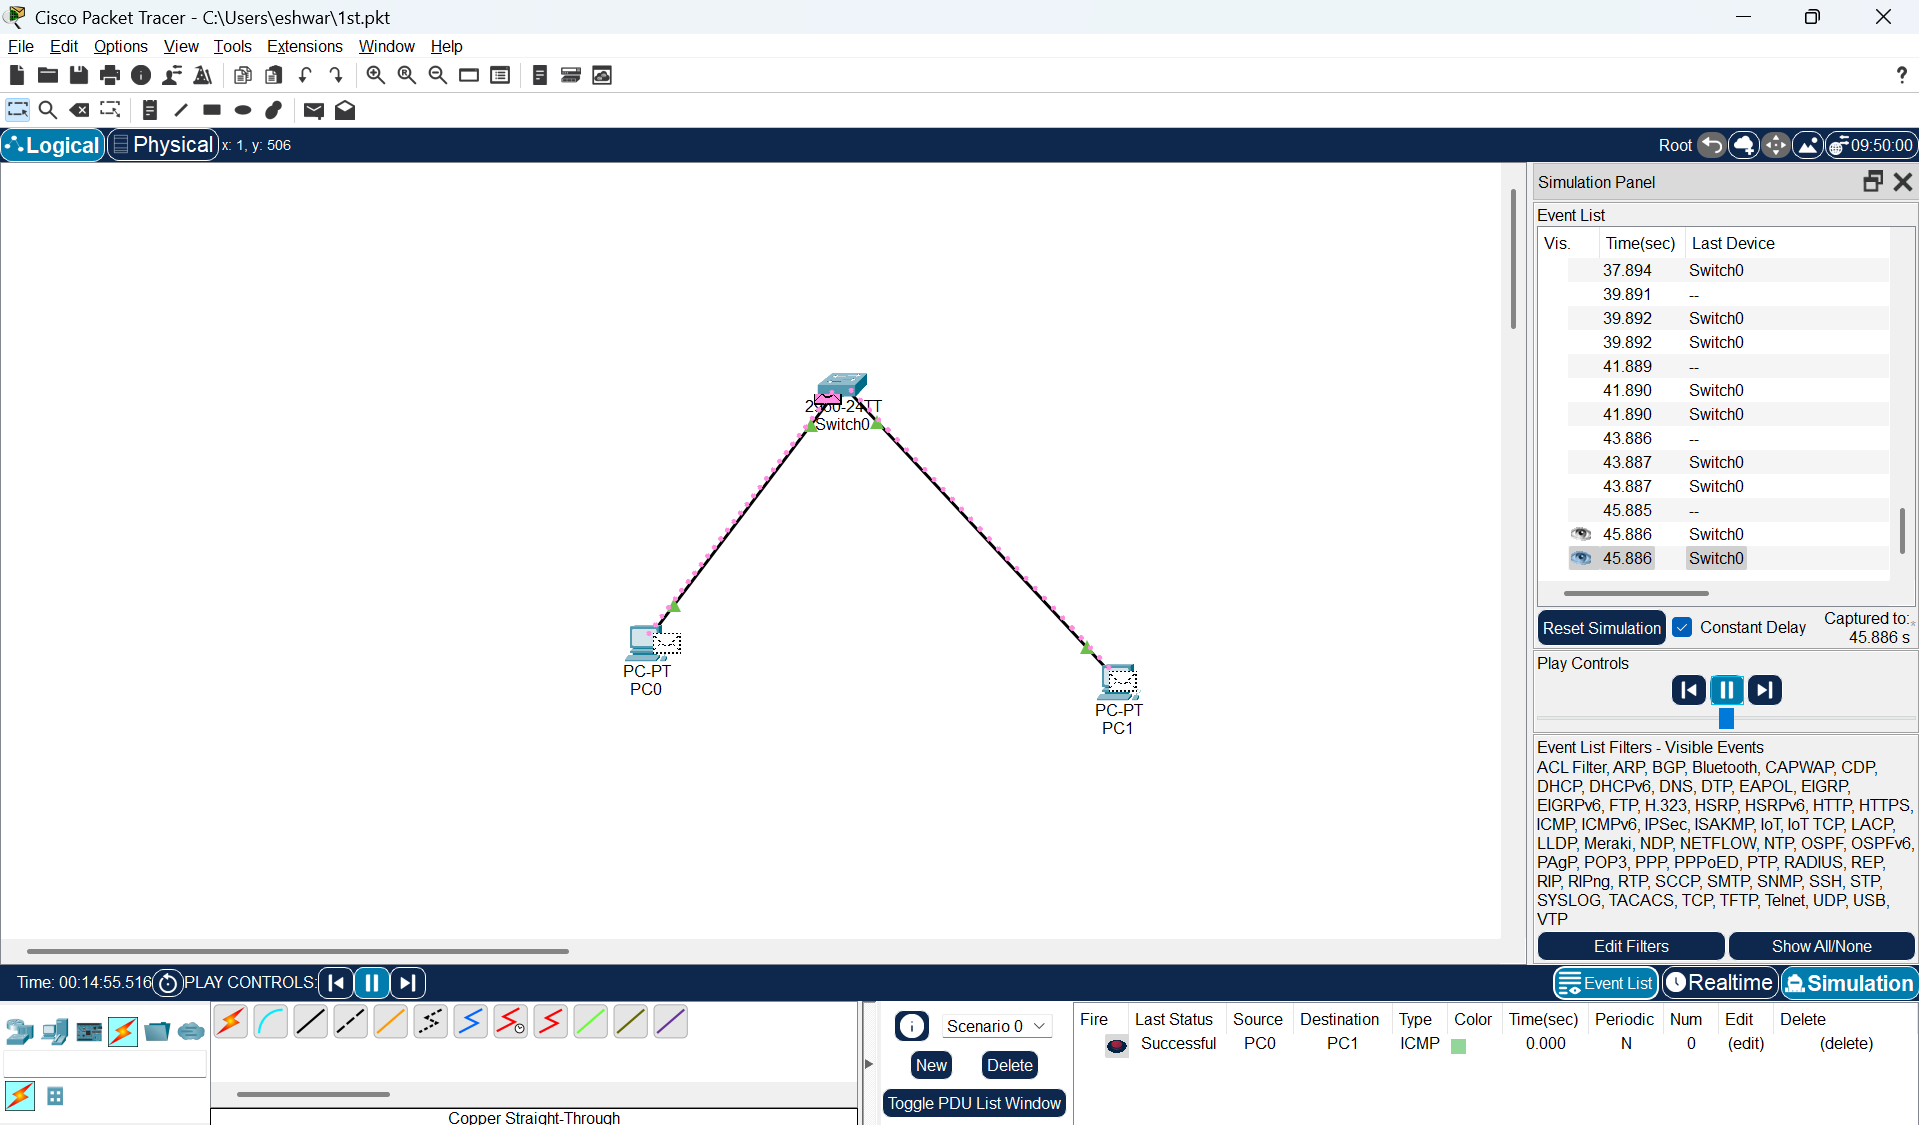 Cisco Packet Tracer - C:\Users\eshwar\1st.pkt
File Edit Options View Tools Extensions Window Help
?
Logical Physical x: 1, y: 506 Root 09:50:00
Simulation Panel
Event List
Vis. Time(sec) Last Device
37.894 Switch0
39.891 --
39.892 Switch0
39.892 Switch0
41.889 --
41.890 Switch0
41.890 Switch0
43.886 --
43.887 Switch0
43.887 Switch0
45.885 --
45.886 Switch0
45.886 Switch0
Reset Simulation Constant Delay Captured to:
45.886 s
Play Controls
Event List Filters - Visible Events
ACL Filter, ARP, BGP, Bluetooth, CAPWAP, CDP,
DHCP, DHCPv6, DNS, DTP, EAPOL, EIGRP,
EIGRPv6, FTP, H.323, HSRP, HSRPv6, HTTP, HTTPS,
ICMP, ICMPv6, IPSec, ISAKMP, IoT, IoT TCP, LACP,
LLDP, Meraki, NDP, NETFLOW, NTP, OSPF, OSPFv6,
PAgP, POP3, PPP, PPPoED, PTP, RADIUS, REP,
RIP, RIPng, RTP, SCCP, SMTP, SNMP, SSH, STP,
SYSLOG, TACACS, TCP, TFTP, Telnet, UDP, USB,
VTP
Edit Filters Show All/None
2960-24TT
Switch0
PC-PT
PC0
PC-PT
PC1
Time: 00:14:55.516 PLAY CONTROLS: Event List Realtime Simulation
Scenario 0
New Delete
Toggle PDU List Window
Fire Last Status Source Destination Type Color Time(sec) Periodic Num Edit Delete
Successful PC0 PC1 ICMP 0.000 N 0 (edit) (delete)
Copper Straight-Through